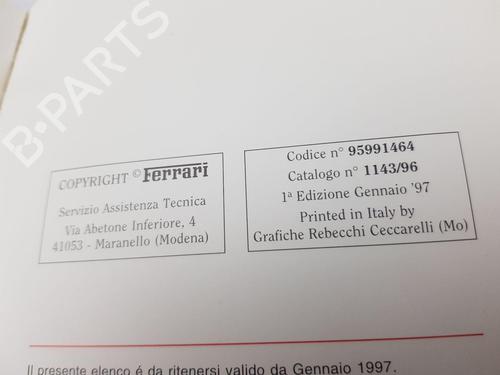 B-PARTS
COPYRIGHT © Ferrari
Servizio Assistenza Tecnica
Via Abetone Inferiore, 4
41053 - Maranello (Modena)
Codice n° 95991464
Catalogo n° 1143/96
1ª Edizione Gennaio '97
Printed in Italy by
Grafiche Rebecchi Ceccarelli (Mo)
Il presente elenco é da ritenersi valido da Gennaio 1997.